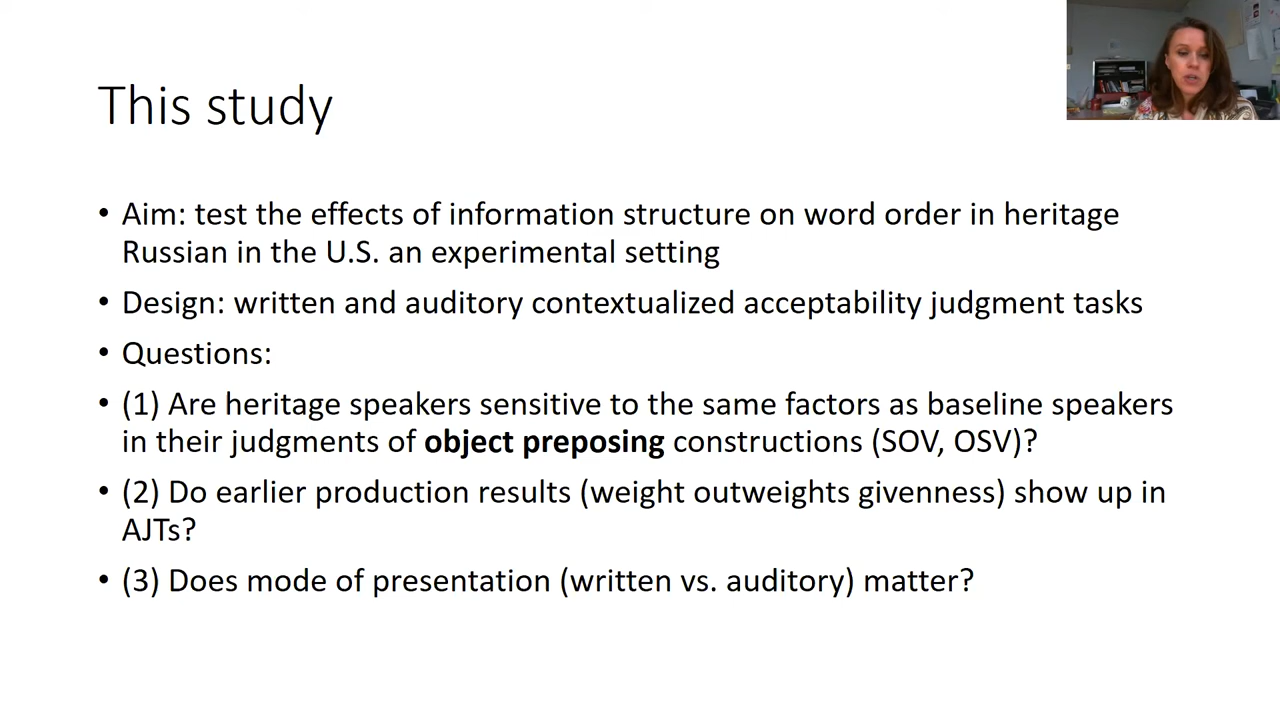 This study
• Aim: test the effects of information structure on word order in heritage
Russian in the U.S. an experimental setting
• Design: written and auditory contextualized acceptability judgment tasks
• Questions:
• (1) Are heritage speakers sensitive to the same factors as baseline speakers
in their judgments of object preposing constructions (SOV, OSV)?
• (2) Do earlier production results (weight outweights givenness) show up in
AJTs?
• (3) Does mode of presentation (written vs. auditory) matter?